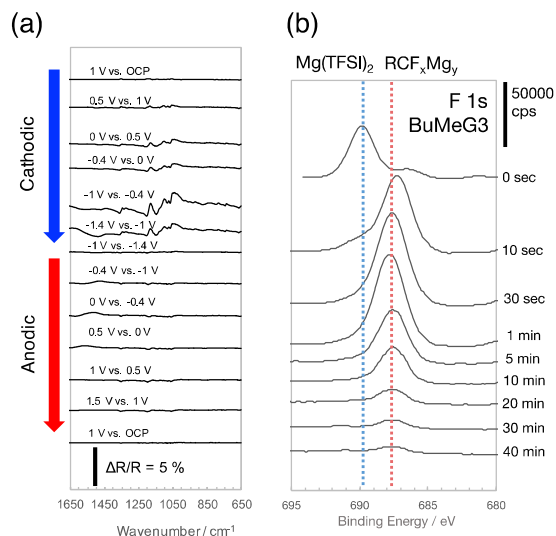 (a)
Cathodic
Anodic
1 V vs. OCP
0.5 V vs. 1 V
0 V vs. 0.5 V
-0.4 V vs. 0 V
-1 V vs. -0.4 V
-1.4 V vs. -1 V
-1 V vs. -1.4 V
-0.4 V vs. -1 V
0 V vs. -0.4 V
0.5 V vs. 0 V
1 V vs. 0.5 V
1.5 V vs. 1 V
1 V vs. OCP
ΔR/R = 5 %
1650 1450 1250 1050 850 650
Wavenumber / cm⁻¹
(b)
Mg(TFSI)₂ RCFₓMgᵧ
F 1s
BuMeG3
50000
cps
0 sec
10 sec
30 sec
1 min
5 min
10 min
20 min
30 min
40 min
695 690 685 680
Binding Energy / eV